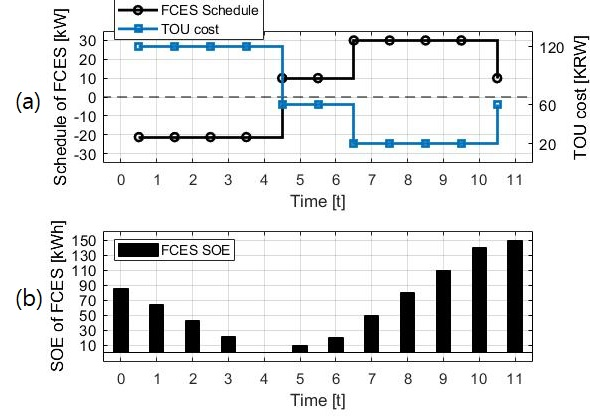 FCES Schedule
TOU cost
(a)
Schedule of FCES [kW]
30
20
10
0
-10
-20
-30
120
60
20
TOU cost [KRW]
0 1 2 3 4 5 6 7 8 9 10 11
Time [t]
(b)
SOE of FCES [kWh]
150
130
110
90
70
50
30
10
FCES SOE
0 1 2 3 4 5 6 7 8 9 10 11
Time [t]